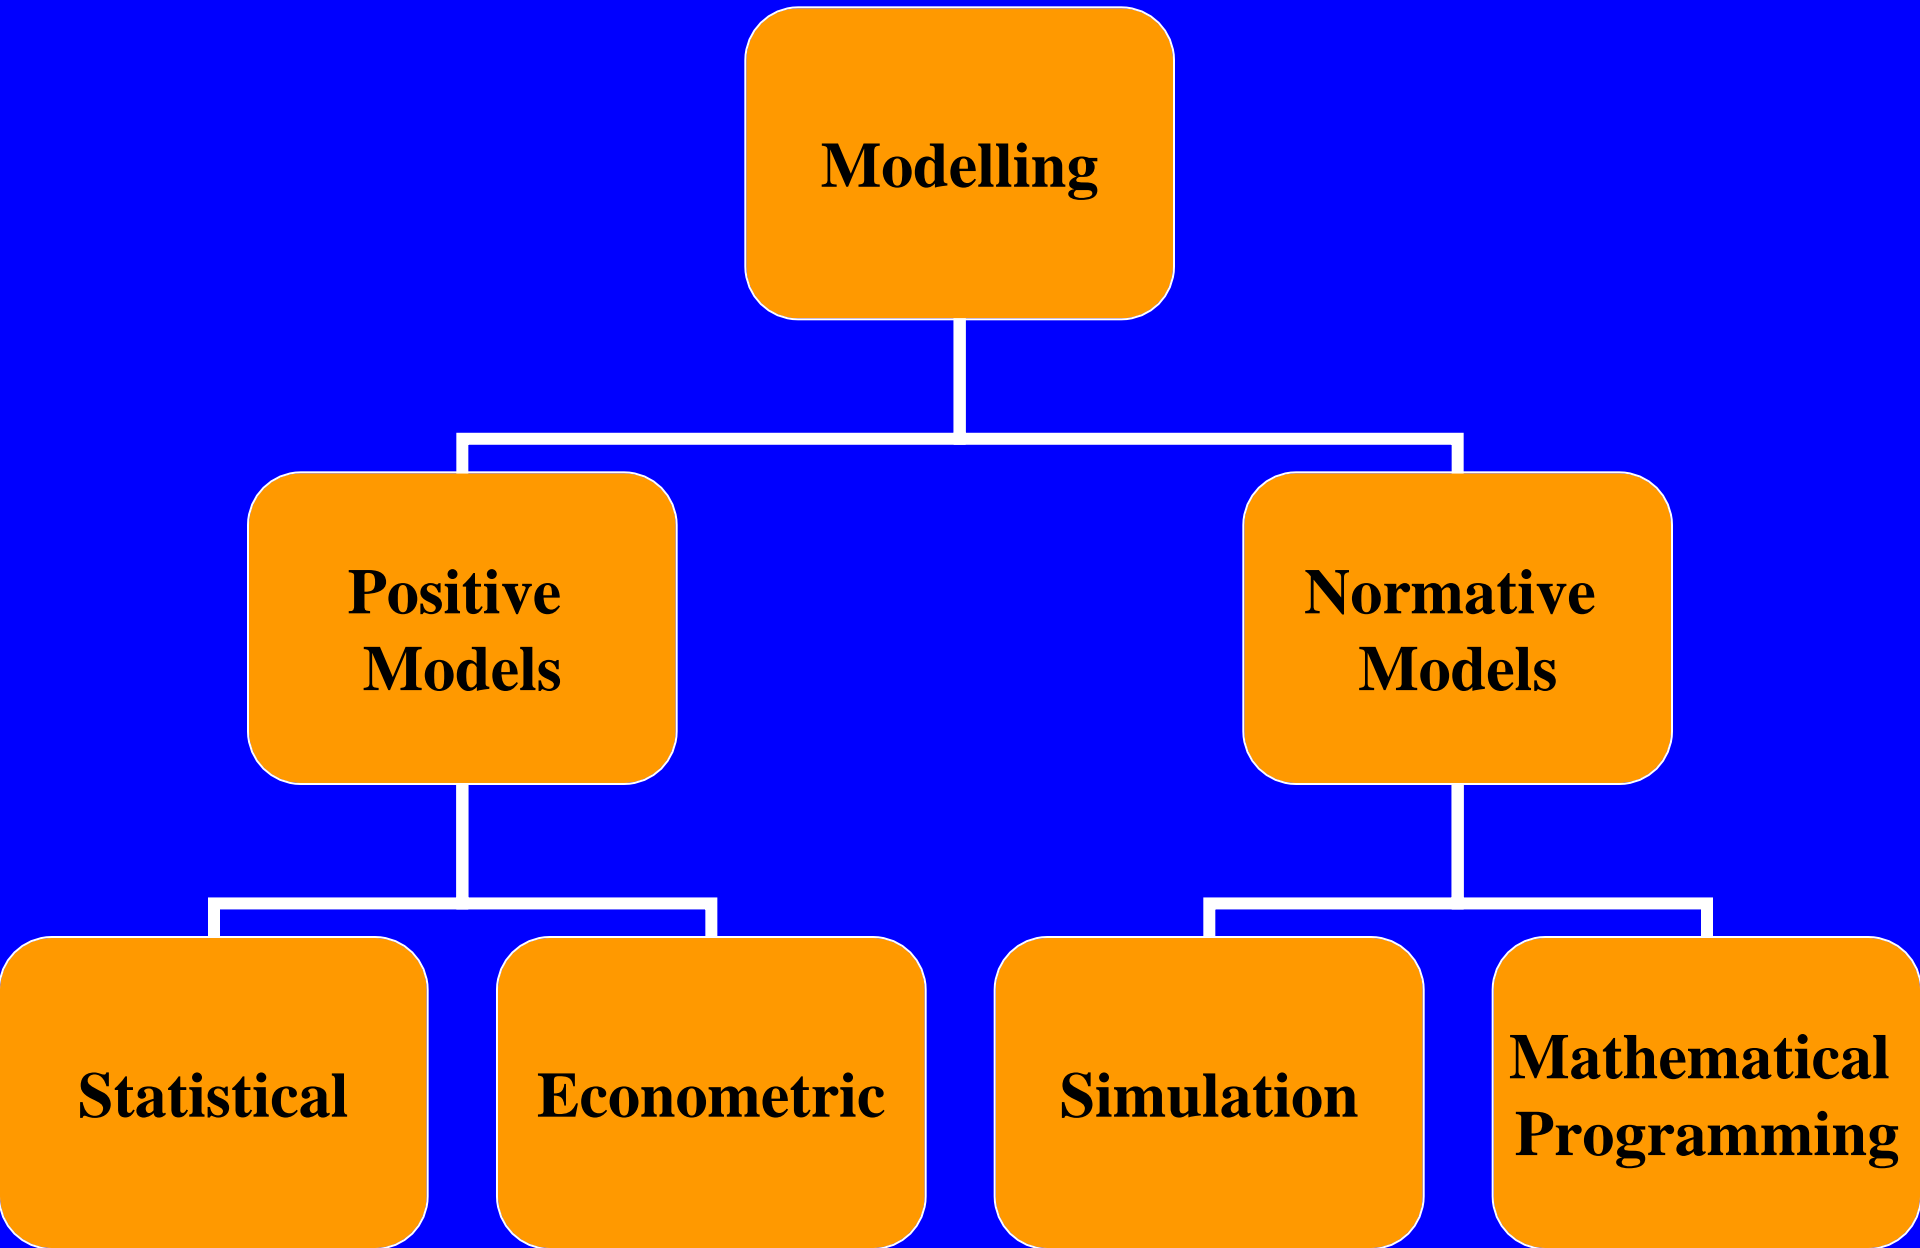 Modelling
Positive
Models
Normative
Models
Statistical
Econometric
Simulation
Mathematical
Programming